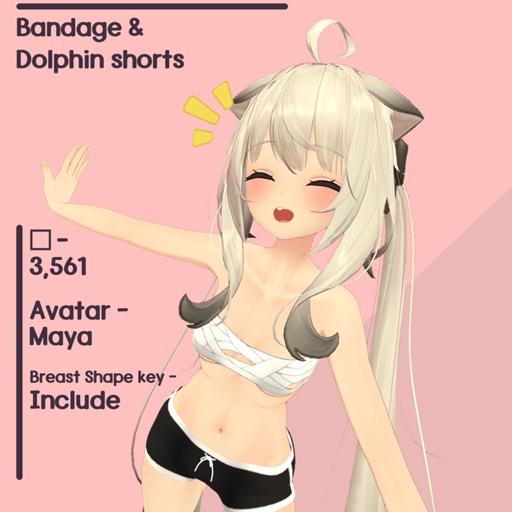 Bandage &
Dolphin shorts
□ -
3,561
Avatar -
Maya
Breast Shape key -
Include